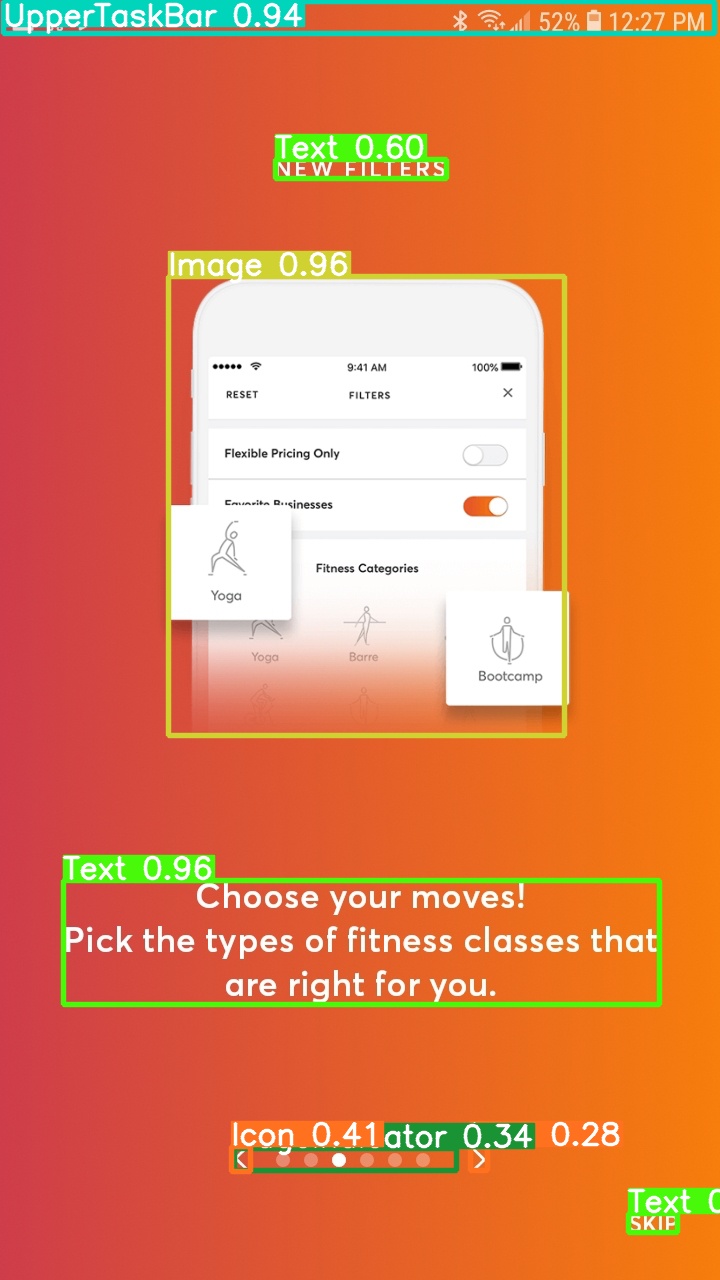 UpperTaskBar 0.94
52% 12:27 PM
Text 0.60
NEW FILTERS
Image 0.96
9:41 AM 100%
RESET FILTERS
Flexible Pricing Only
Favorite Businesses
Fitness Categories
Yoga
Yoga Barre
Bootcamp
Text 0.96
Choose your moves!
Pick the types of fitness classes that
are right for you.
Icon 0.41 ator 0.34 0.28
Text 0
SKIP